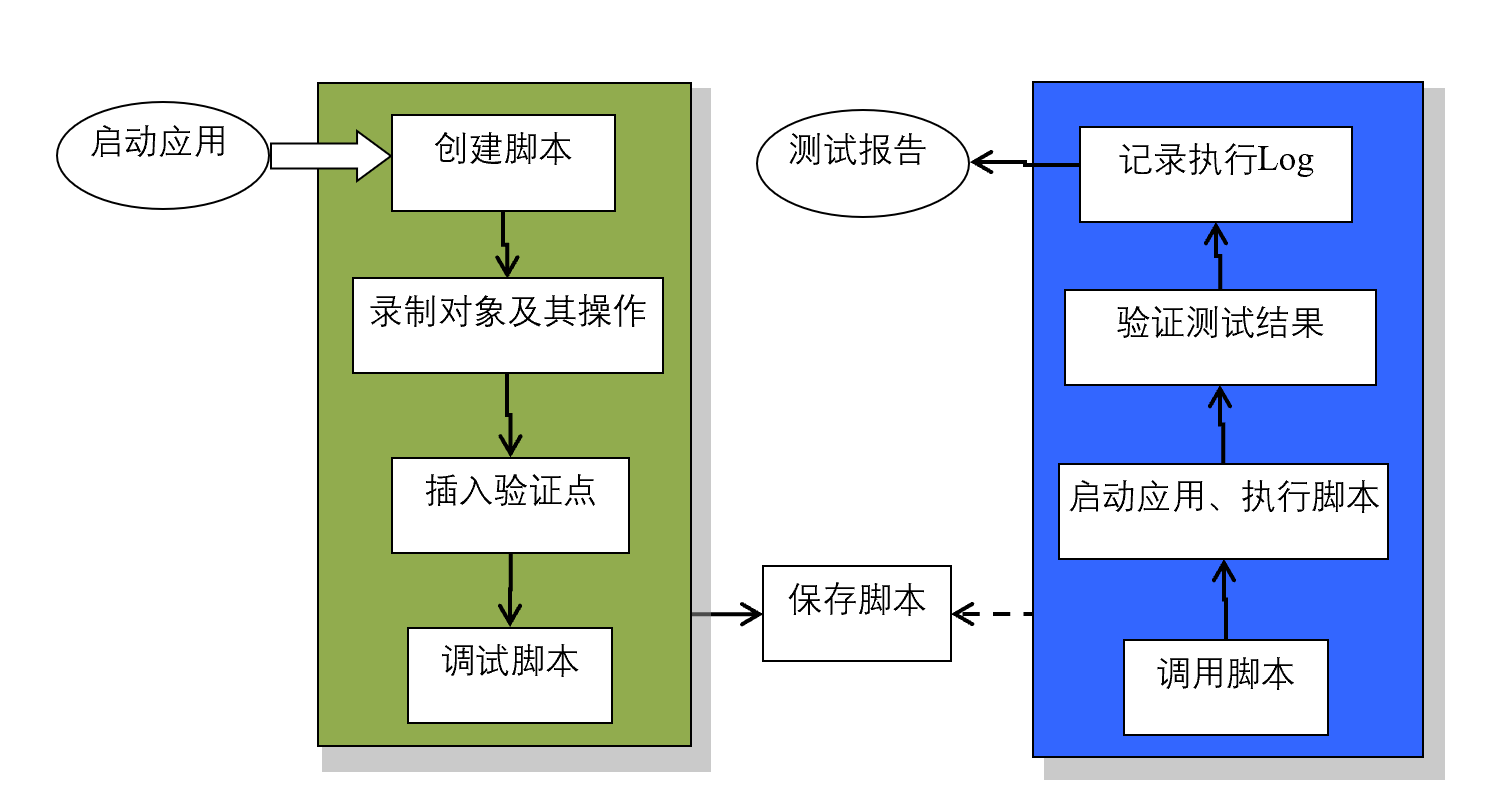 启动应用
创建脚本
录制对象及其操作
插入验证点
调试脚本
保存脚本
测试报告
记录执行Log
验证测试结果
启动应用、执行脚本
调用脚本